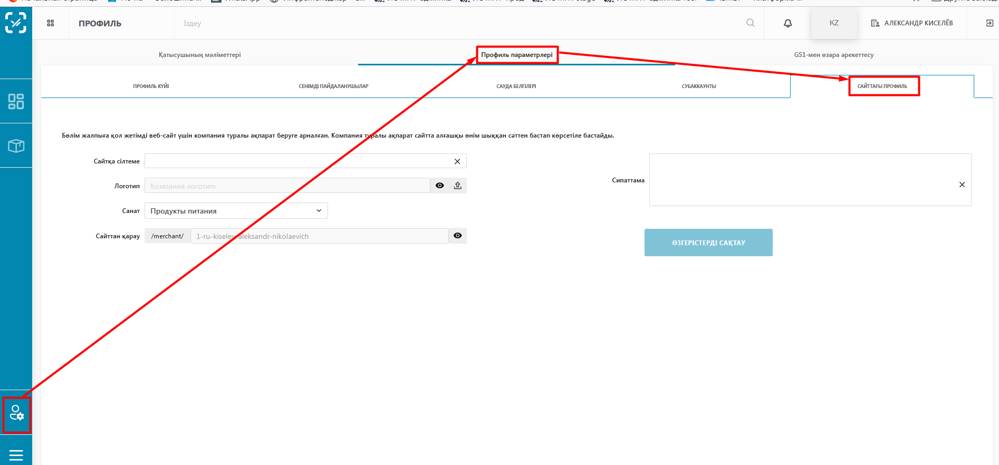 ПРОФИЛЬ
Іздеу
KZ
АЛЕКСАНДР КИСЕЛЁВ
Қатысушының мәліметтері
Профиль параметрлері
GS1-мен өзара әрекеттесу
ПРОФИЛЬ КҮЙІ
СЕНІМДІ ПАЙДАЛАНУШЫЛАР
САУДА БЕЛГІЛЕРІ
СУБАККАУНТЫ
САЙТТАҒЫ ПРОФИЛЬ
Бөлім жалпыға қол жетімді веб-сайт үшін компания туралы ақпарат беруге арналған. Компания туралы ақпарат сайтта алғашқы өнім шыққан сәттен бастап көрсетіле бастайды.
Сайтқа сілтеме
Сипаттама
Логотип
Компания логотипі
Санат
Продукты питания
Сайттан қарау
/merchant/
1-ru-kiselev-aleksandr-nikolaevich
ӨЗГЕРІСТЕРДІ САҚТАУ